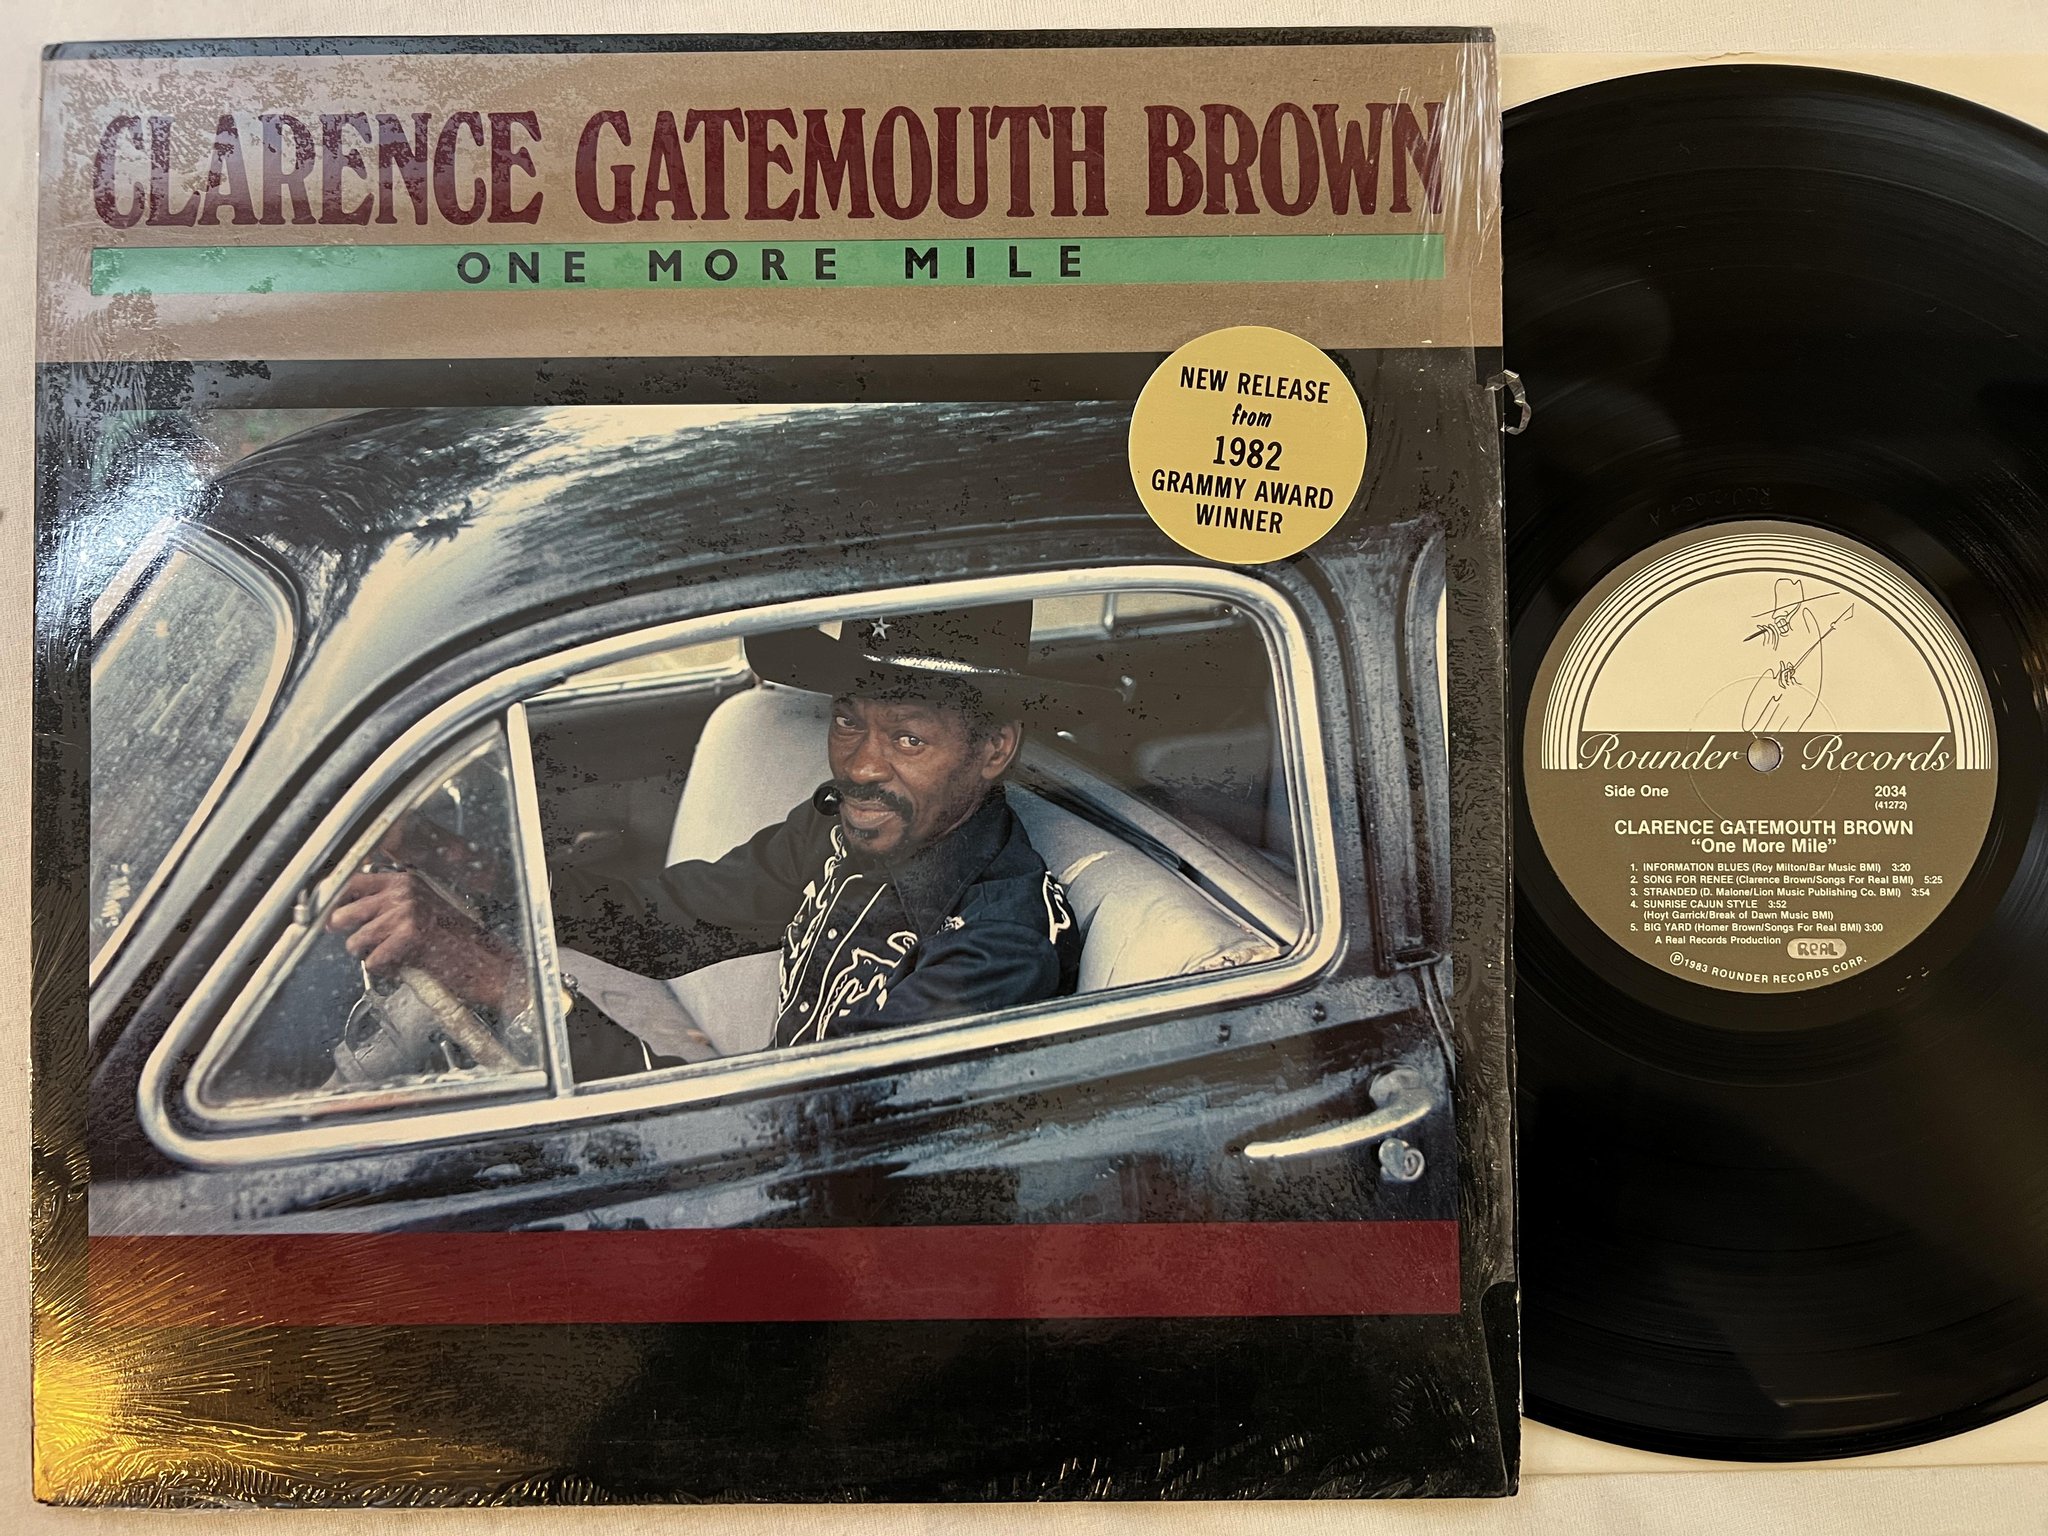 CLARENCE GATEMOUTH BROWN
ONE MORE MILE
NEW RELEASE
from
1982
GRAMMY AWARD
WINNER
Rounder Records
Side One 2034
(41272)
CLARENCE GATEMOUTH BROWN
"One More Mile"
1. INFORMATION BLUES (Roy Milton/Bar Music BMI) 3:20
2. SONG FOR RENEE (Clarence Brown/Songs For Real BMI) 5:25
3. STRANDED (D. Malone/Lion Music Publishing Co. BMI) 3:54
4. SUNRISE CAJUN STYLE 3:52
(Hoyt Garrick/Break of Dawn Music BMI)
5. BIG YARD (Homer Brown/Songs For Real BMI) 3:00
A Real Records Production REAL
℗1983 ROUNDER RECORDS CORP.